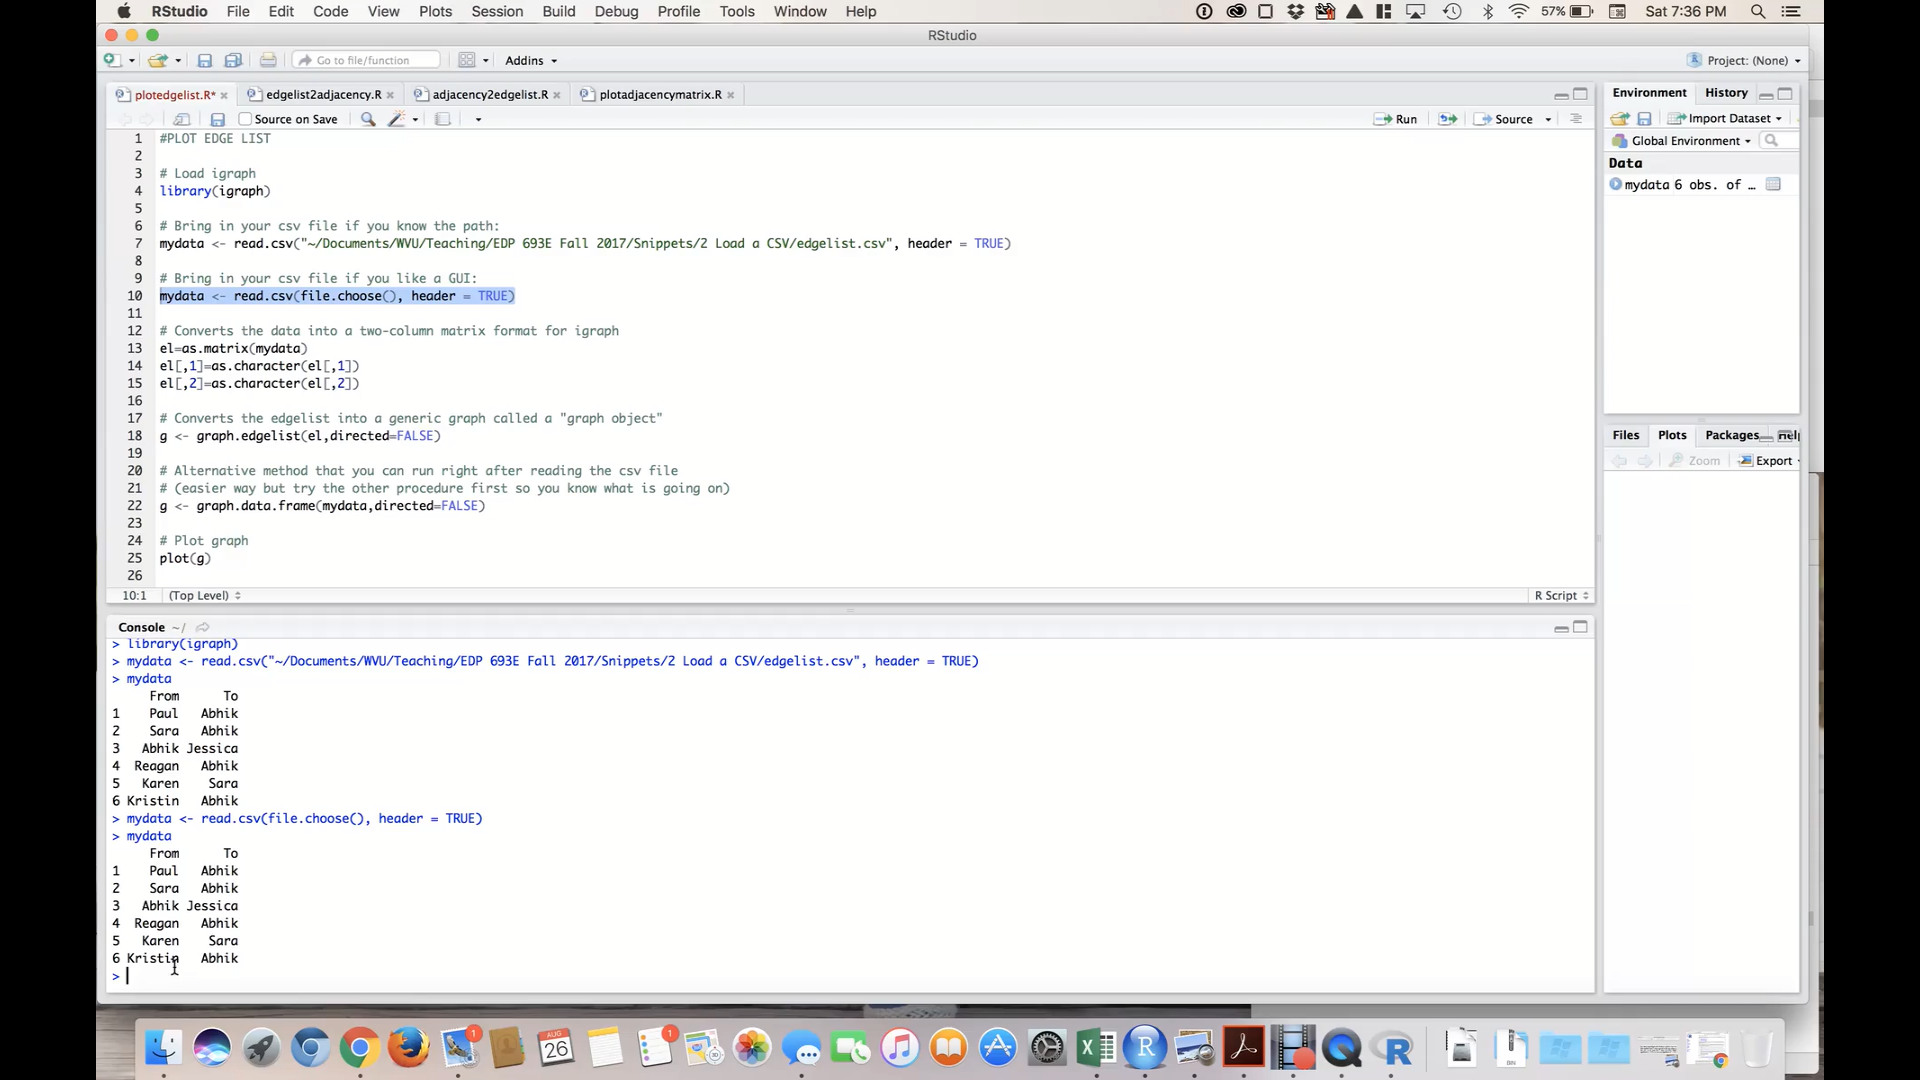 RStudio File Edit Code View Plots Session Build Debug Profile Tools Window Help 57% Sat 7:36 PM
RStudio
Go to file/function Addins Project: (None)
plotedgelist.R* edgelist2adjacency.R adjacency2edgelist.R plotadjacencymatrix.R
Source on Save Run Source
1 #PLOT EDGE LIST
2
3 # Load igraph
4 library(igraph)
5
6 # Bring in your csv file if you know the path:
7 mydata <- read.csv("~/Documents/WVU/Teaching/EDP 693E Fall 2017/Snippets/2 Load a CSV/edgelist.csv", header = TRUE)
8
9 # Bring in your csv file if you like a GUI:
10 mydata <- read.csv(file.choose(), header = TRUE)
11
12 # Converts the data into a two-column matrix format for igraph
13 el=as.matrix(mydata)
14 el[,1]=as.character(el[,1])
15 el[,2]=as.character(el[,2])
16
17 # Converts the edgelist into a generic graph called a "graph object"
18 g <- graph.edgelist(el,directed=FALSE)
19
20 # Alternative method that you can run right after reading the csv file
21 # (easier way but try the other procedure first so you know what is going on)
22 g <- graph.data.frame(mydata,directed=FALSE)
23
24 # Plot graph
25 plot(g)
26
10:1 (Top Level) R Script
Console ~/
> library(igraph)
> mydata <- read.csv("~/Documents/WVU/Teaching/EDP 693E Fall 2017/Snippets/2 Load a CSV/edgelist.csv", header = TRUE)
> mydata
From To
1 Paul Abhik
2 Sara Abhik
3 Abhik Jessica
4 Reagan Abhik
5 Karen Sara
6 Kristin Abhik
> mydata <- read.csv(file.choose(), header = TRUE)
> mydata
From To
1 Paul Abhik
2 Sara Abhik
3 Abhik Jessica
4 Reagan Abhik
5 Karen Sara
6 Kristin Abhik
>
Environment History
Import Dataset
Global Environment
Data
mydata 6 obs. of …
Files Plots Packages Help
Zoom Export
1
AUG
26
1